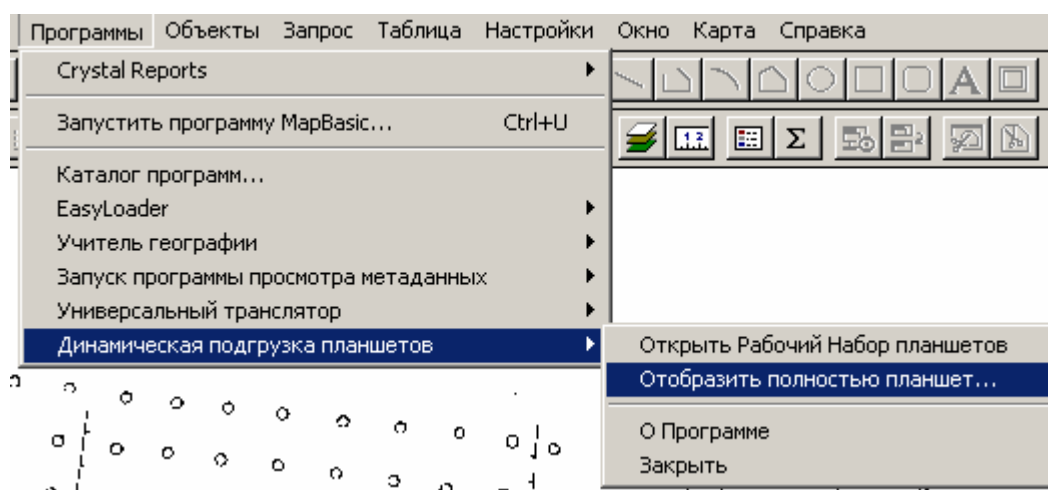 Программы Объекты Запрос Таблица Настройки Окно Карта Справка
Crystal Reports
Запустить программу MapBasic... Ctrl+U
Каталог программ...
EasyLoader
Учитель географии
Запуск программы просмотра метаданных
Универсальный транслятор
Динамическая подгрузка планшетов
Открыть Рабочий Набор планшетов
Отобразить полностью планшет...
О Программе
Закрыть